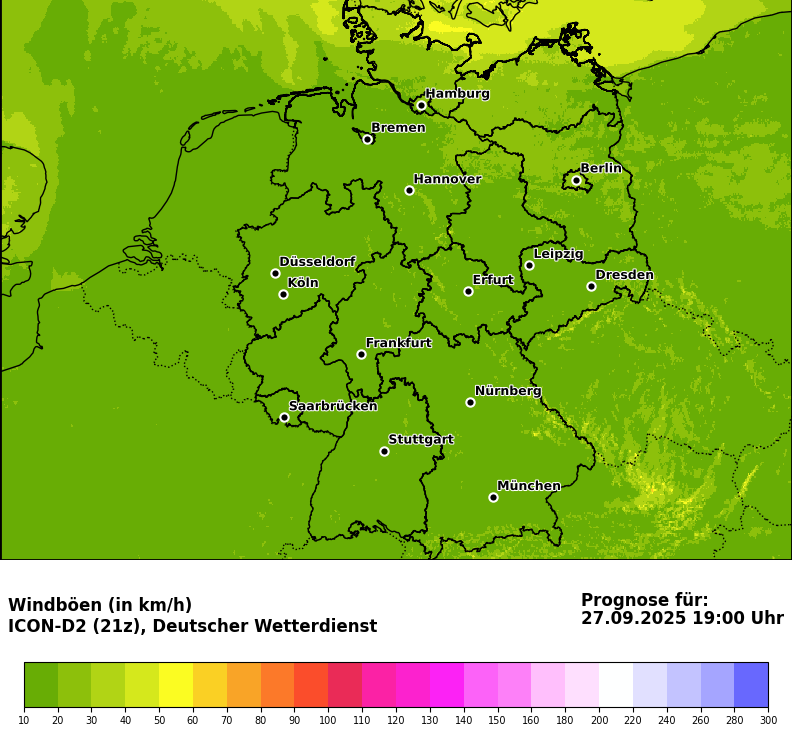 Hamburg
Bremen
Berlin
Hannover
Leipzig
Düsseldorf
Dresden
Erfurt
Köln
Frankfurt
Nürnberg
Saarbrücken
Stuttgart
München
Windböen (in km/h)
ICON-D2 (21z), Deutscher Wetterdienst
Prognose für:
27.09.2025 19:00 Uhr
10 20 30 40 50 60 70 80 90 100 110 120 130 140 150 160 180 200 220 240 260 280 300